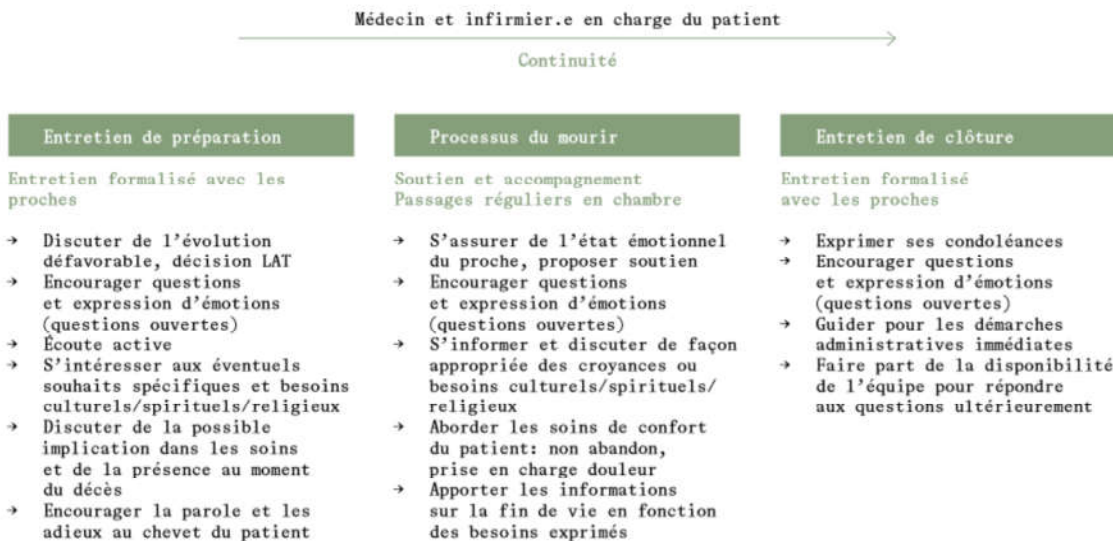 Médecin et infirmier.e en charge du patient
Continuité
Entretien de préparation
Entretien formalisé avec les
proches
→ Discuter de l'évolution
défavorable, décision LAT
→ Encourager questions
et expression d'émotions
(questions ouvertes)
→ Écoute active
→ S'intéresser aux éventuels
souhaits spécifiques et besoins
culturels/spirituels/religieux
→ Discuter de la possible
implication dans les soins
et de la présence au moment
du décès
→ Encourager la parole et les
adieux au chevet du patient
Processus du mourir
Soutien et accompagnement
Passages réguliers en chambre
→ S'assurer de l'état émotionnel
du proche, proposer soutien
→ Encourager questions
et expression d'émotions
(questions ouvertes)
→ S'informer et discuter de façon
appropriée des croyances ou
besoins culturels/spirituels/
religieux
→ Aborder les soins de confort
du patient: non abandon,
prise en charge douleur
→ Apporter les informations
sur la fin de vie en fonction
des besoins exprimés
Entretien de clôture
Entretien formalisé
avec les proches
→ Exprimer ses condoléances
→ Encourager questions
et expression d'émotions
(questions ouvertes)
→ Guider pour les démarches
administratives immédiates
→ Faire part de la disponibilité
de l'équipe pour répondre
aux questions ultérieurement